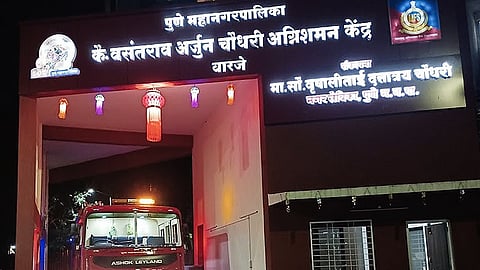 पुणे महानगरपालिका
कै. वसंतराव अर्जुन चौधरी अग्निशमन केंद्र
वारजे
मा. सौ. वृषालीताई दत्तात्रय चौधरी
ASHOK LEYLAND